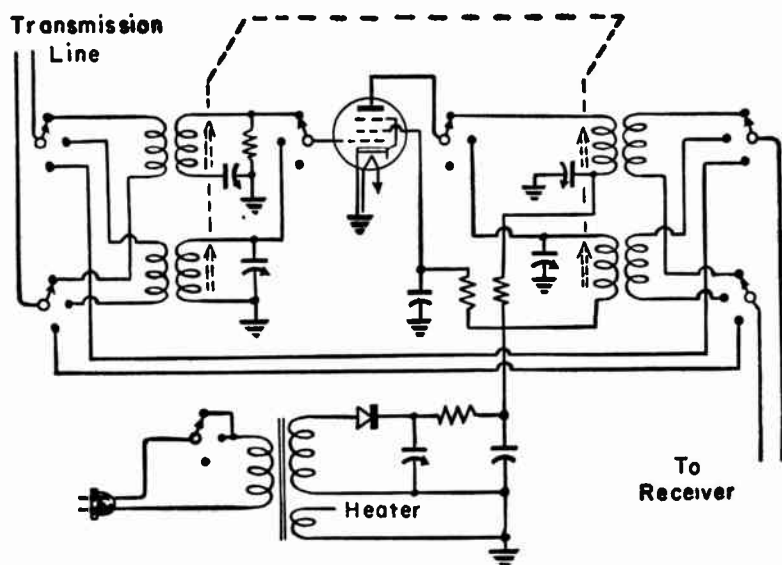 Transmission
Line
Heater
To
Receiver